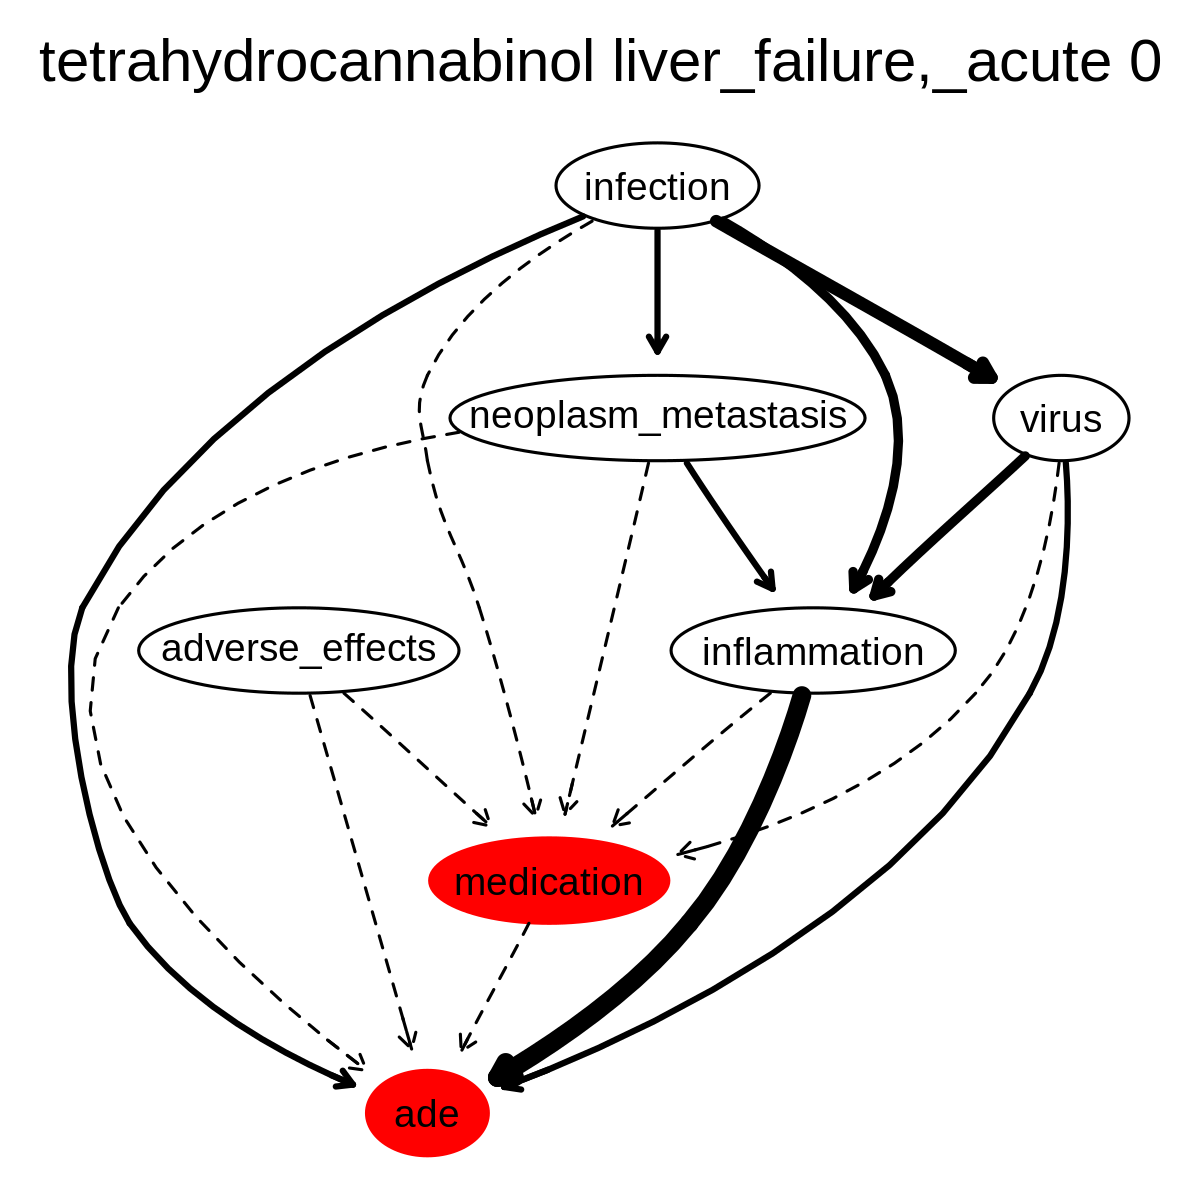 tetrahydrocannabinol liver_failure,_acute 0
infection
neoplasm_metastasis
virus
adverse_effects
inflammation
medication
ade